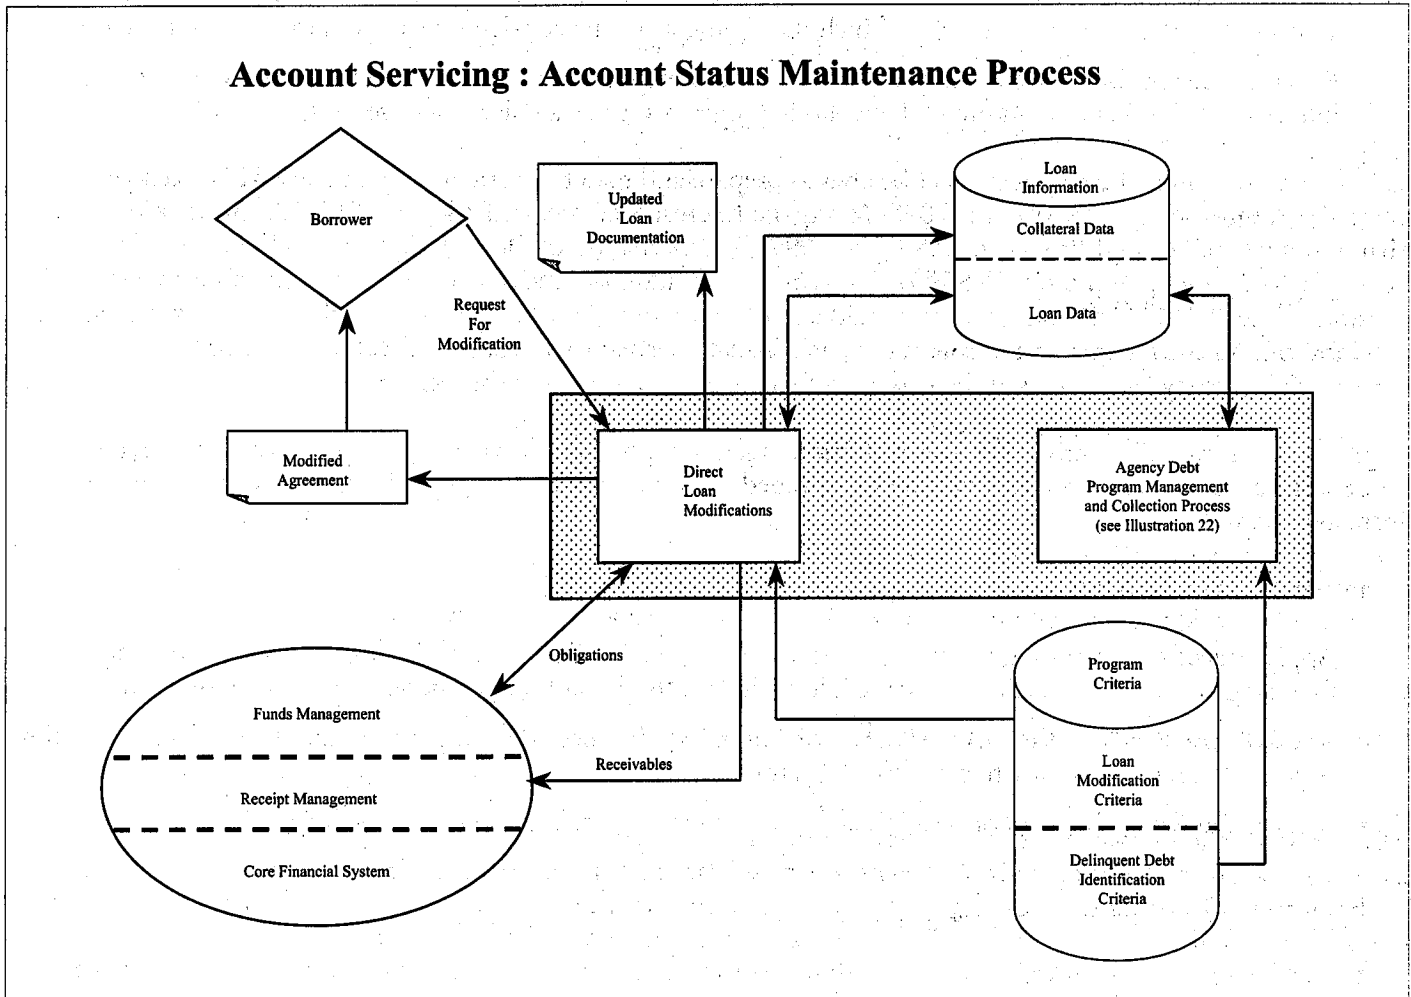 Account Servicing : Account Status Maintenance Process
Borrower
Updated
Loan
Documentation
Loan
Information
Collateral Data
Loan Data
Request
For
Modification
Modified
Agreement
Direct
Loan
Modifications
Agency Debt
Program Management
and Collection Process
(see Illustration 22)
Obligations
Funds Management
Receivables
Receipt Management
Core Financial System
Program
Criteria
Loan
Modification
Criteria
Delinquent Debt
Identification
Criteria